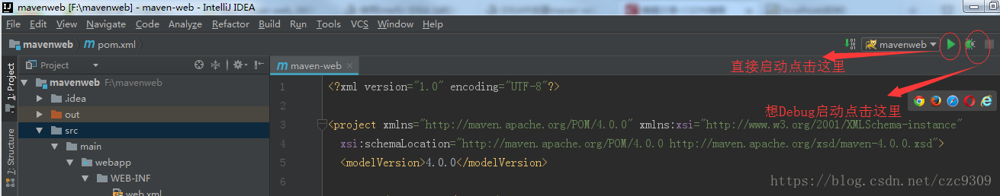 mavenweb [F:\mavenweb] - maven-web - IntelliJ IDEA
File Edit View Navigate Code Analyze Refactor Build Run Tools VCS Window Help
mavenweb pom.xml mavenweb
1: Project
Project
maven-web
直接启动点击这里
mavenweb F:\mavenweb
1 <?xml version="1.0" encoding="UTF-8"?>
.idea
2
out
想Debug启动点击这里
src
3 <project xmlns="http://maven.apache.org/POM/4.0.0" xmlns:xsi="http://www.w3.org/2001/XMLSchema-instance"
7: Structure
main
4 xsi:schemaLocation="http://maven.apache.org/POM/4.0.0 http://maven.apache.org/xsd/maven-4.0.0.xsd">
webapp
5 <modelVersion>4.0.0</modelVersion>
WEB-INF
6
web.xml
https://blog.csdn.net/czc9309